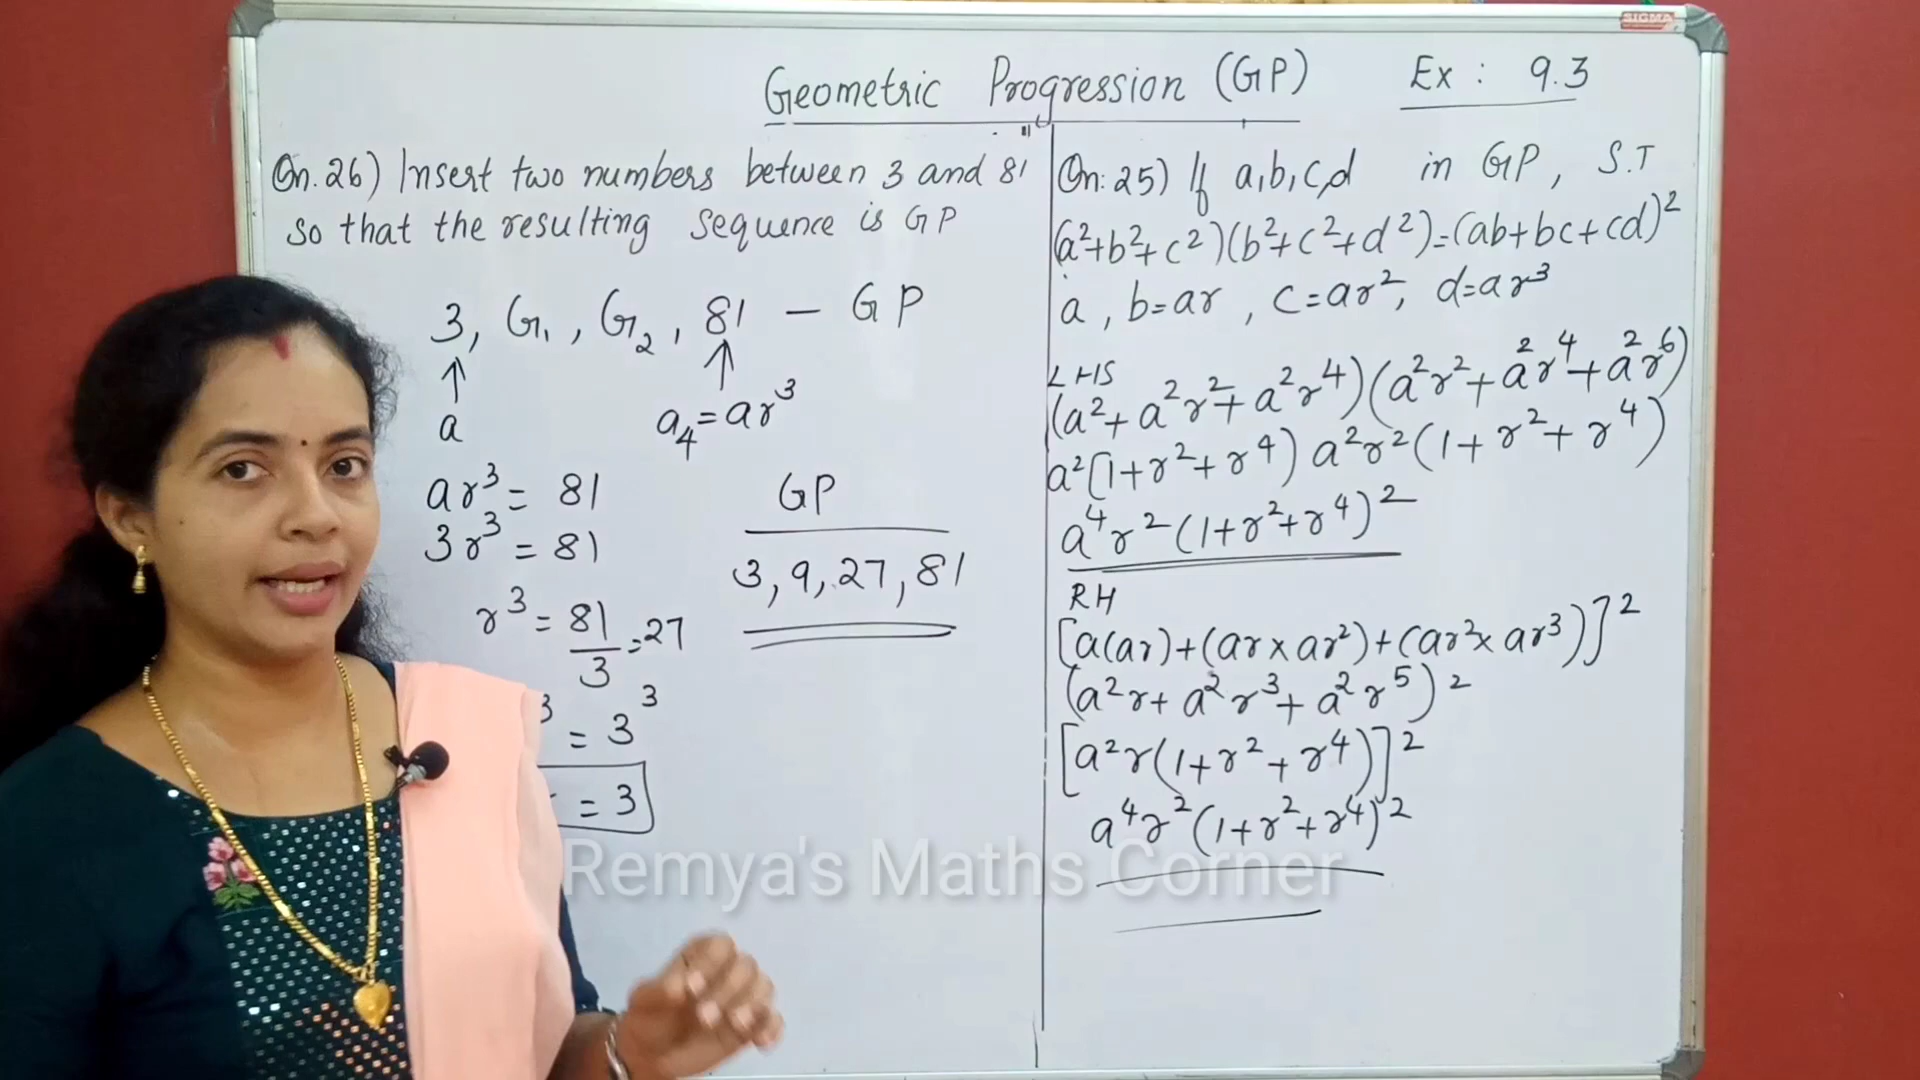 SIGMA
Geometric Progression (GP) Ex : 9.3
Qn.26) Insert two numbers between 3 and 81
so that the resulting sequence is GP
3, G₁, G₂, 81 – GP
↑ ↑
a a₄=ar³
ar³ = 81
3r³ = 81
r³ = 81/3 = 27
³ = 3³
= 3
GP
3, 9, 27, 81
Qn:25) If a,b,c,d in GP, S.T
(a²+b²+c²)(b²+c²+d²)=(ab+bc+cd)²
a, b=ar, c=ar², d=ar³
LHS
(a²+a²r²+a²r⁴)(a²r²+a²r⁴+a²r⁶)
a²(1+r²+r⁴) a²r²(1+r²+r⁴)
a⁴r²(1+r²+r⁴)²
RH
[a(ar)+(ar×ar²)+(ar²×ar³)]²
(a²r+a²r³+a²r⁵)²
[a²r(1+r²+r⁴)]²
a⁴r²(1+r²+r⁴)²
Remya's Maths Corner